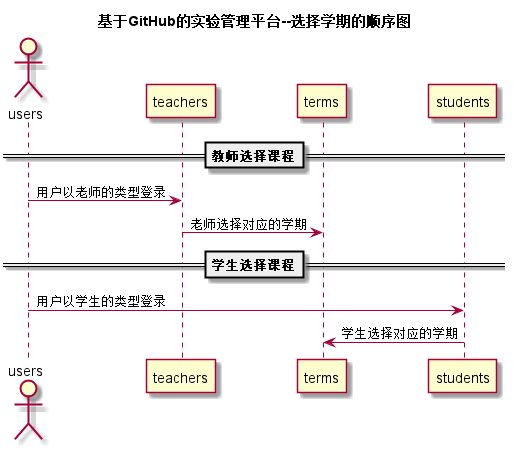 基于GitHub的实验管理平台--选择学期的顺序图
users
teachers
terms
students
教师选择课程
用户以老师的类型登录
老师选择对应的学期
学生选择课程
用户以学生的类型登录
学生选择对应的学期
users
teachers
terms
students